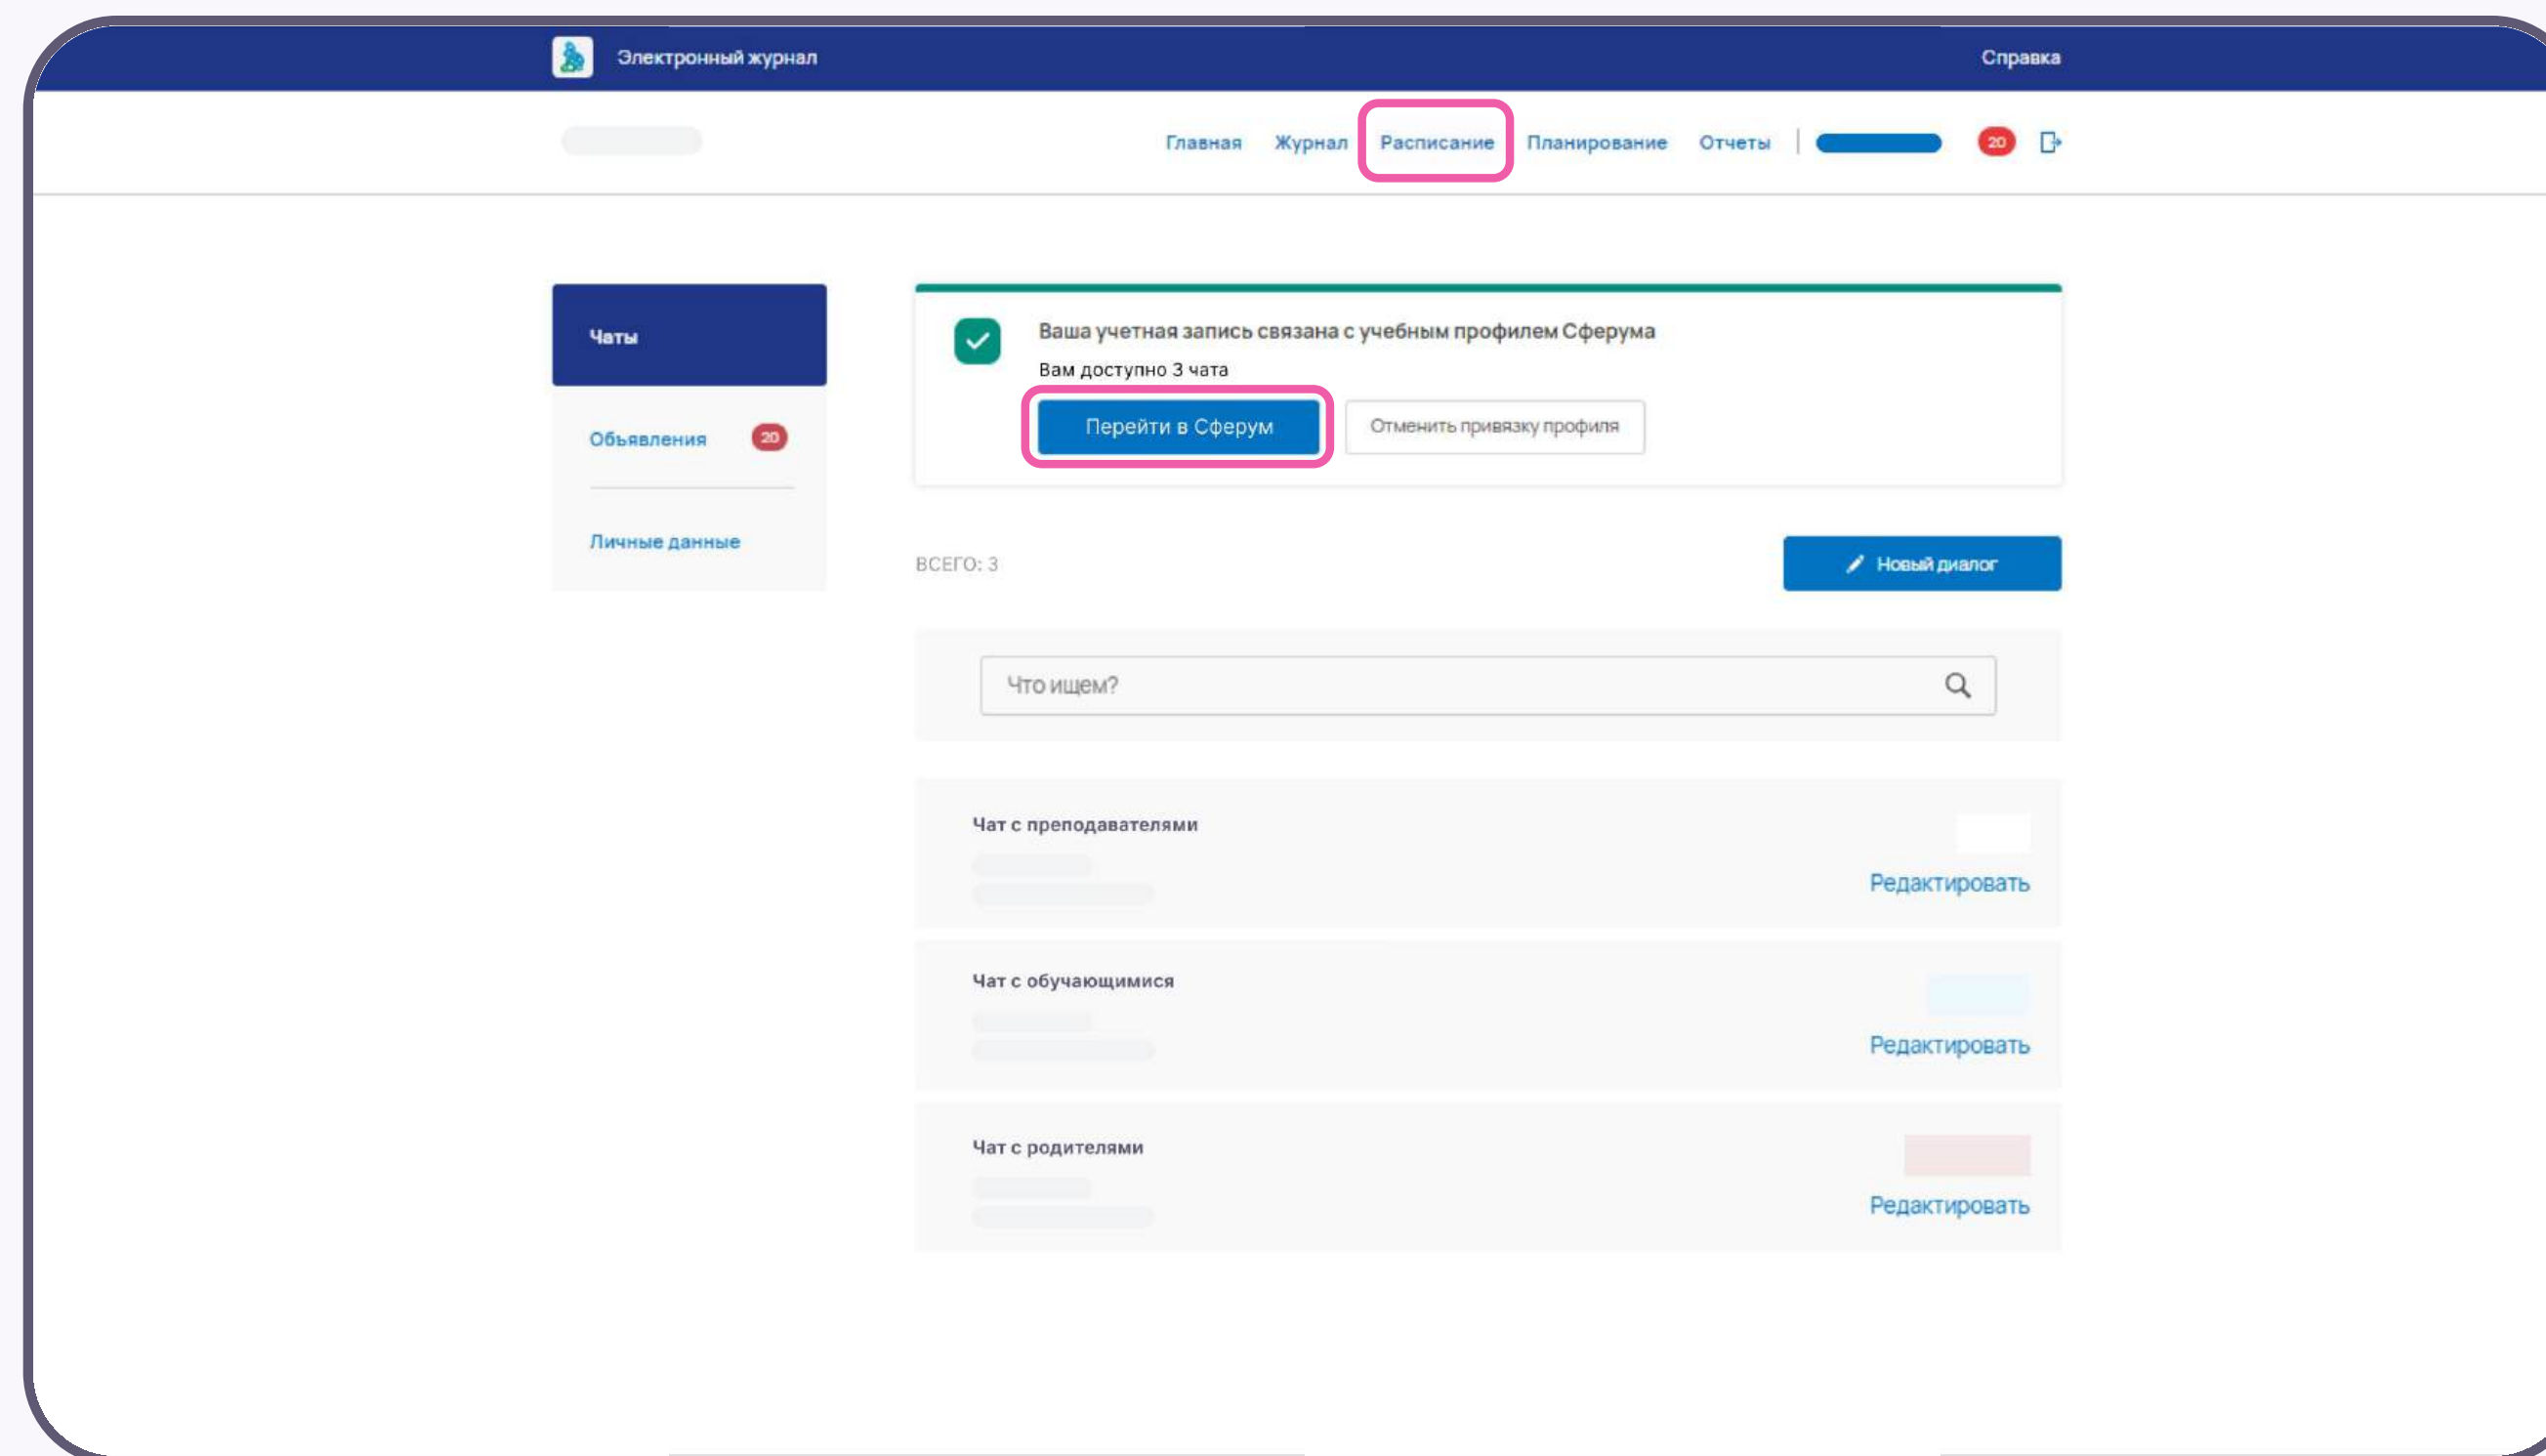 Электронный журнал
Справка
Главная Журнал Расписание Планирование Отчеты 20
Чаты
Объявления 20
Личные данные
Ваша учетная запись связана с учебным профилем Сферума
Вам доступно 3 чата
Перейти в Сферум Отменить привязку профиля
ВСЕГО: 3
Новый диалог
Что ищем?
Чат с преподавателями
Редактировать
Чат с обучающимися
Редактировать
Чат с родителями
Редактировать